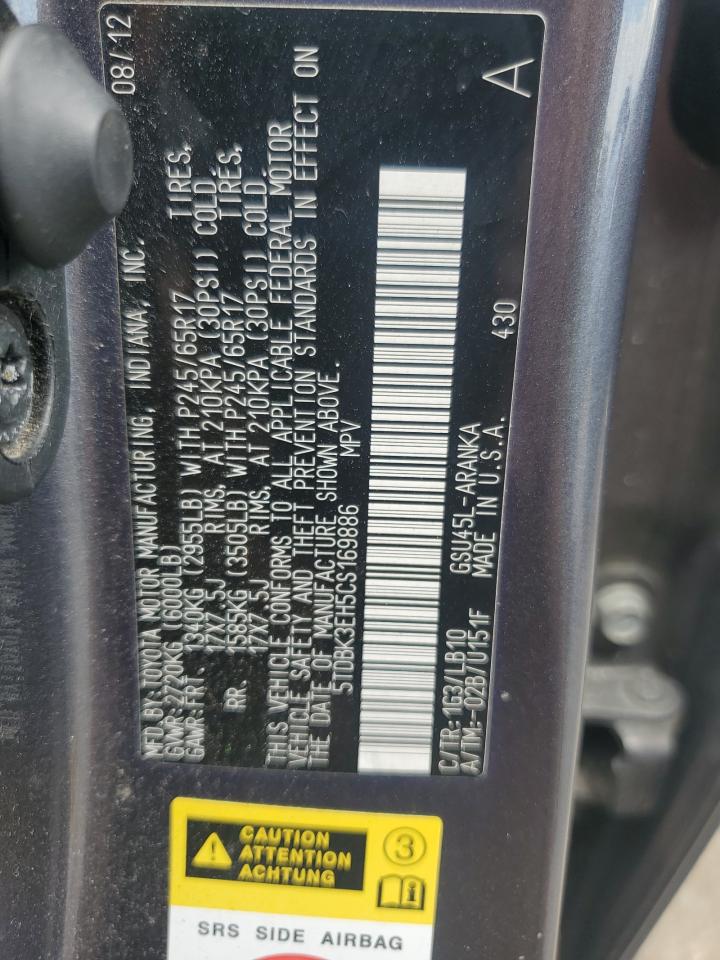 MFD BY TOYOTA MOTOR MANUFACTURING, INDIANA, INC. 08/12
GVWR:2720KG (6000LB)
GAWR:FRT. 1340KG (2955LB) WITH P245/65R17 TIRES,
17X7.5J RIMS, AT 210KPA (30PSI) COLD.
RR. 1585KG (3505LB) WITH P245/65R17 TIRES,
17X7.5J RIMS, AT 210KPA (30PSI) COLD.
THIS VEHICLE CONFORMS TO ALL APPLICABLE FEDERAL MOTOR
VEHICLE SAFETY AND THEFT PREVENTION STANDARDS IN EFFECT ON
THE DATE OF MANUFACTURE SHOWN ABOVE.
5TDBK3EH5CS169886 MPV
C/TR:1G3/LB10 GSU45L-ARANKA 430 A
A/TM:-02B/U151F MADE IN U.S.A.
CAUTION
ATTENTION
ACHTUNG
3
SRS SIDE AIRBAG